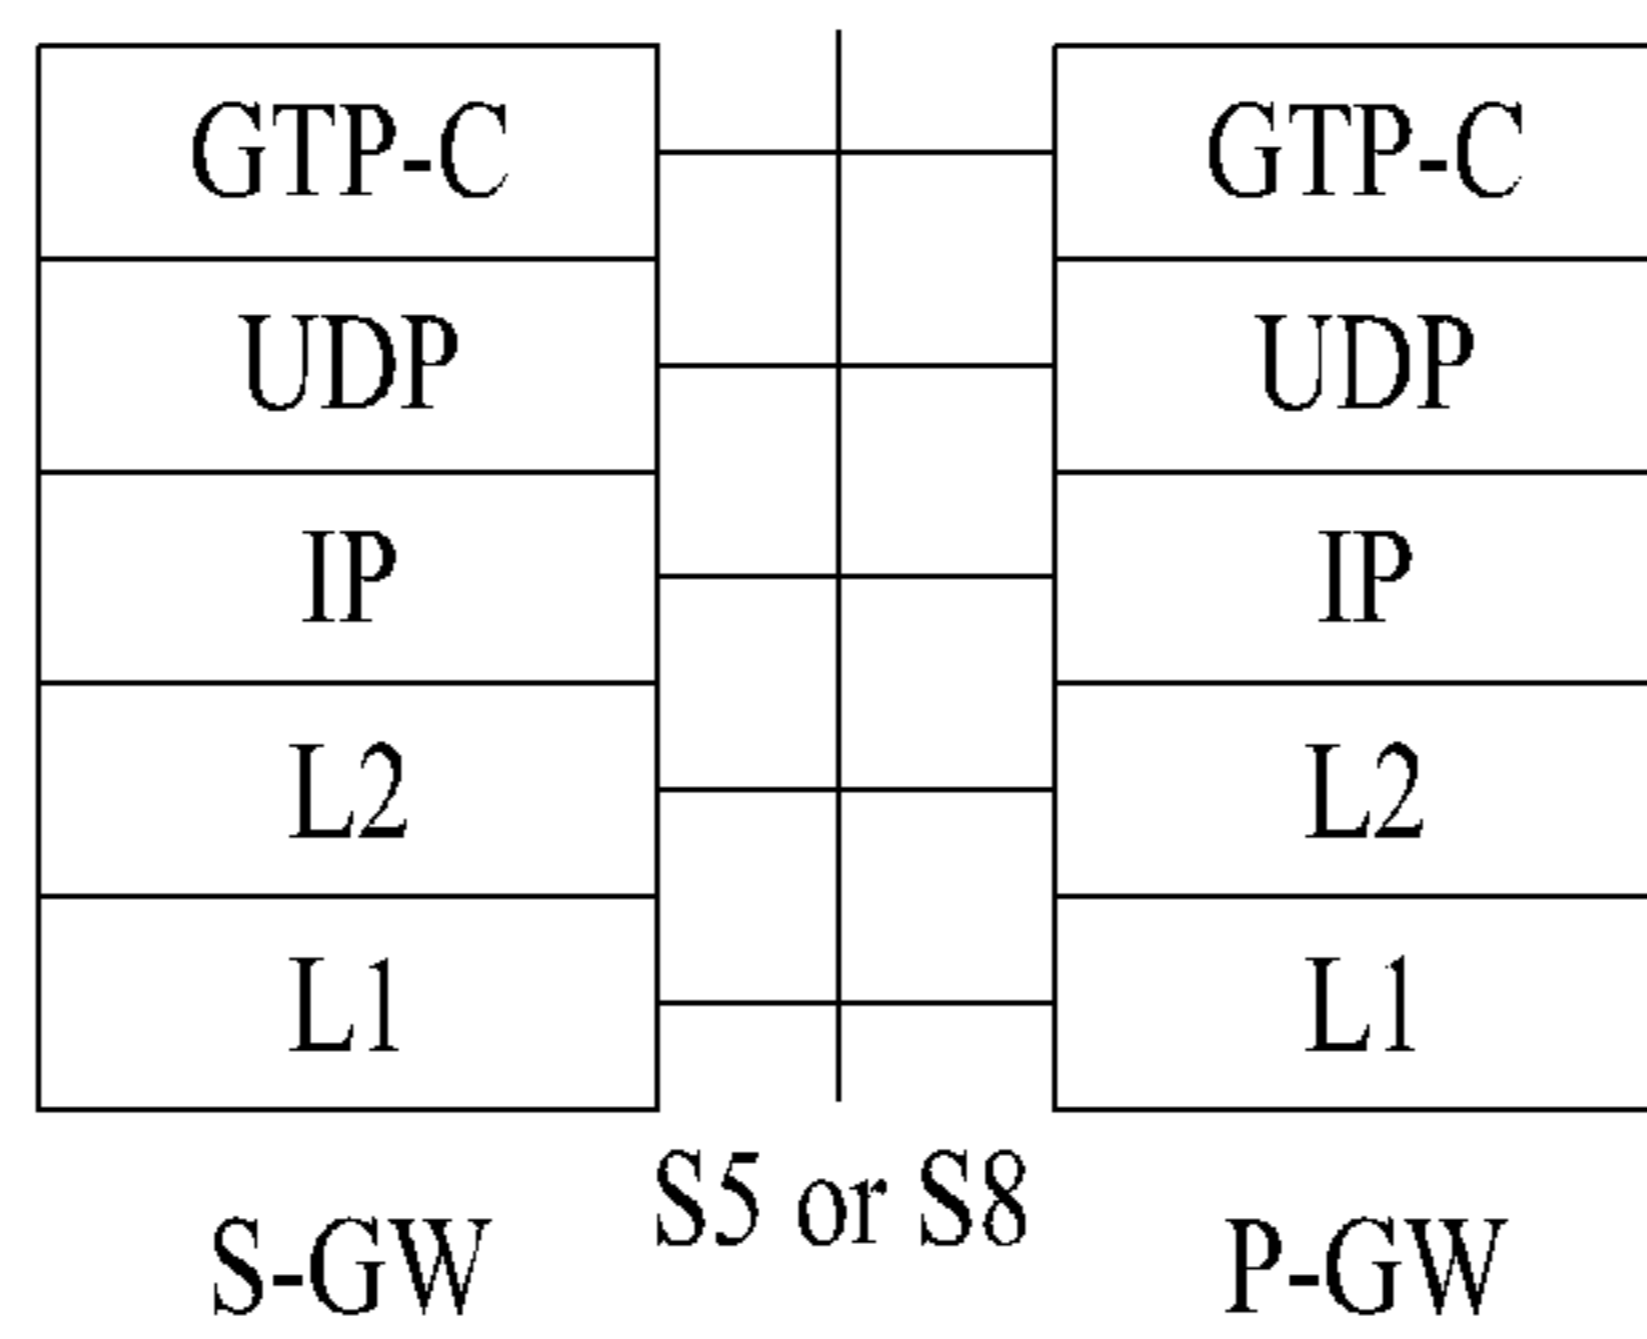 GTP-C GTP-C
UDP UDP
IP IP
L2 L2
L1 L1
S5 or S8
S-GW P-GW